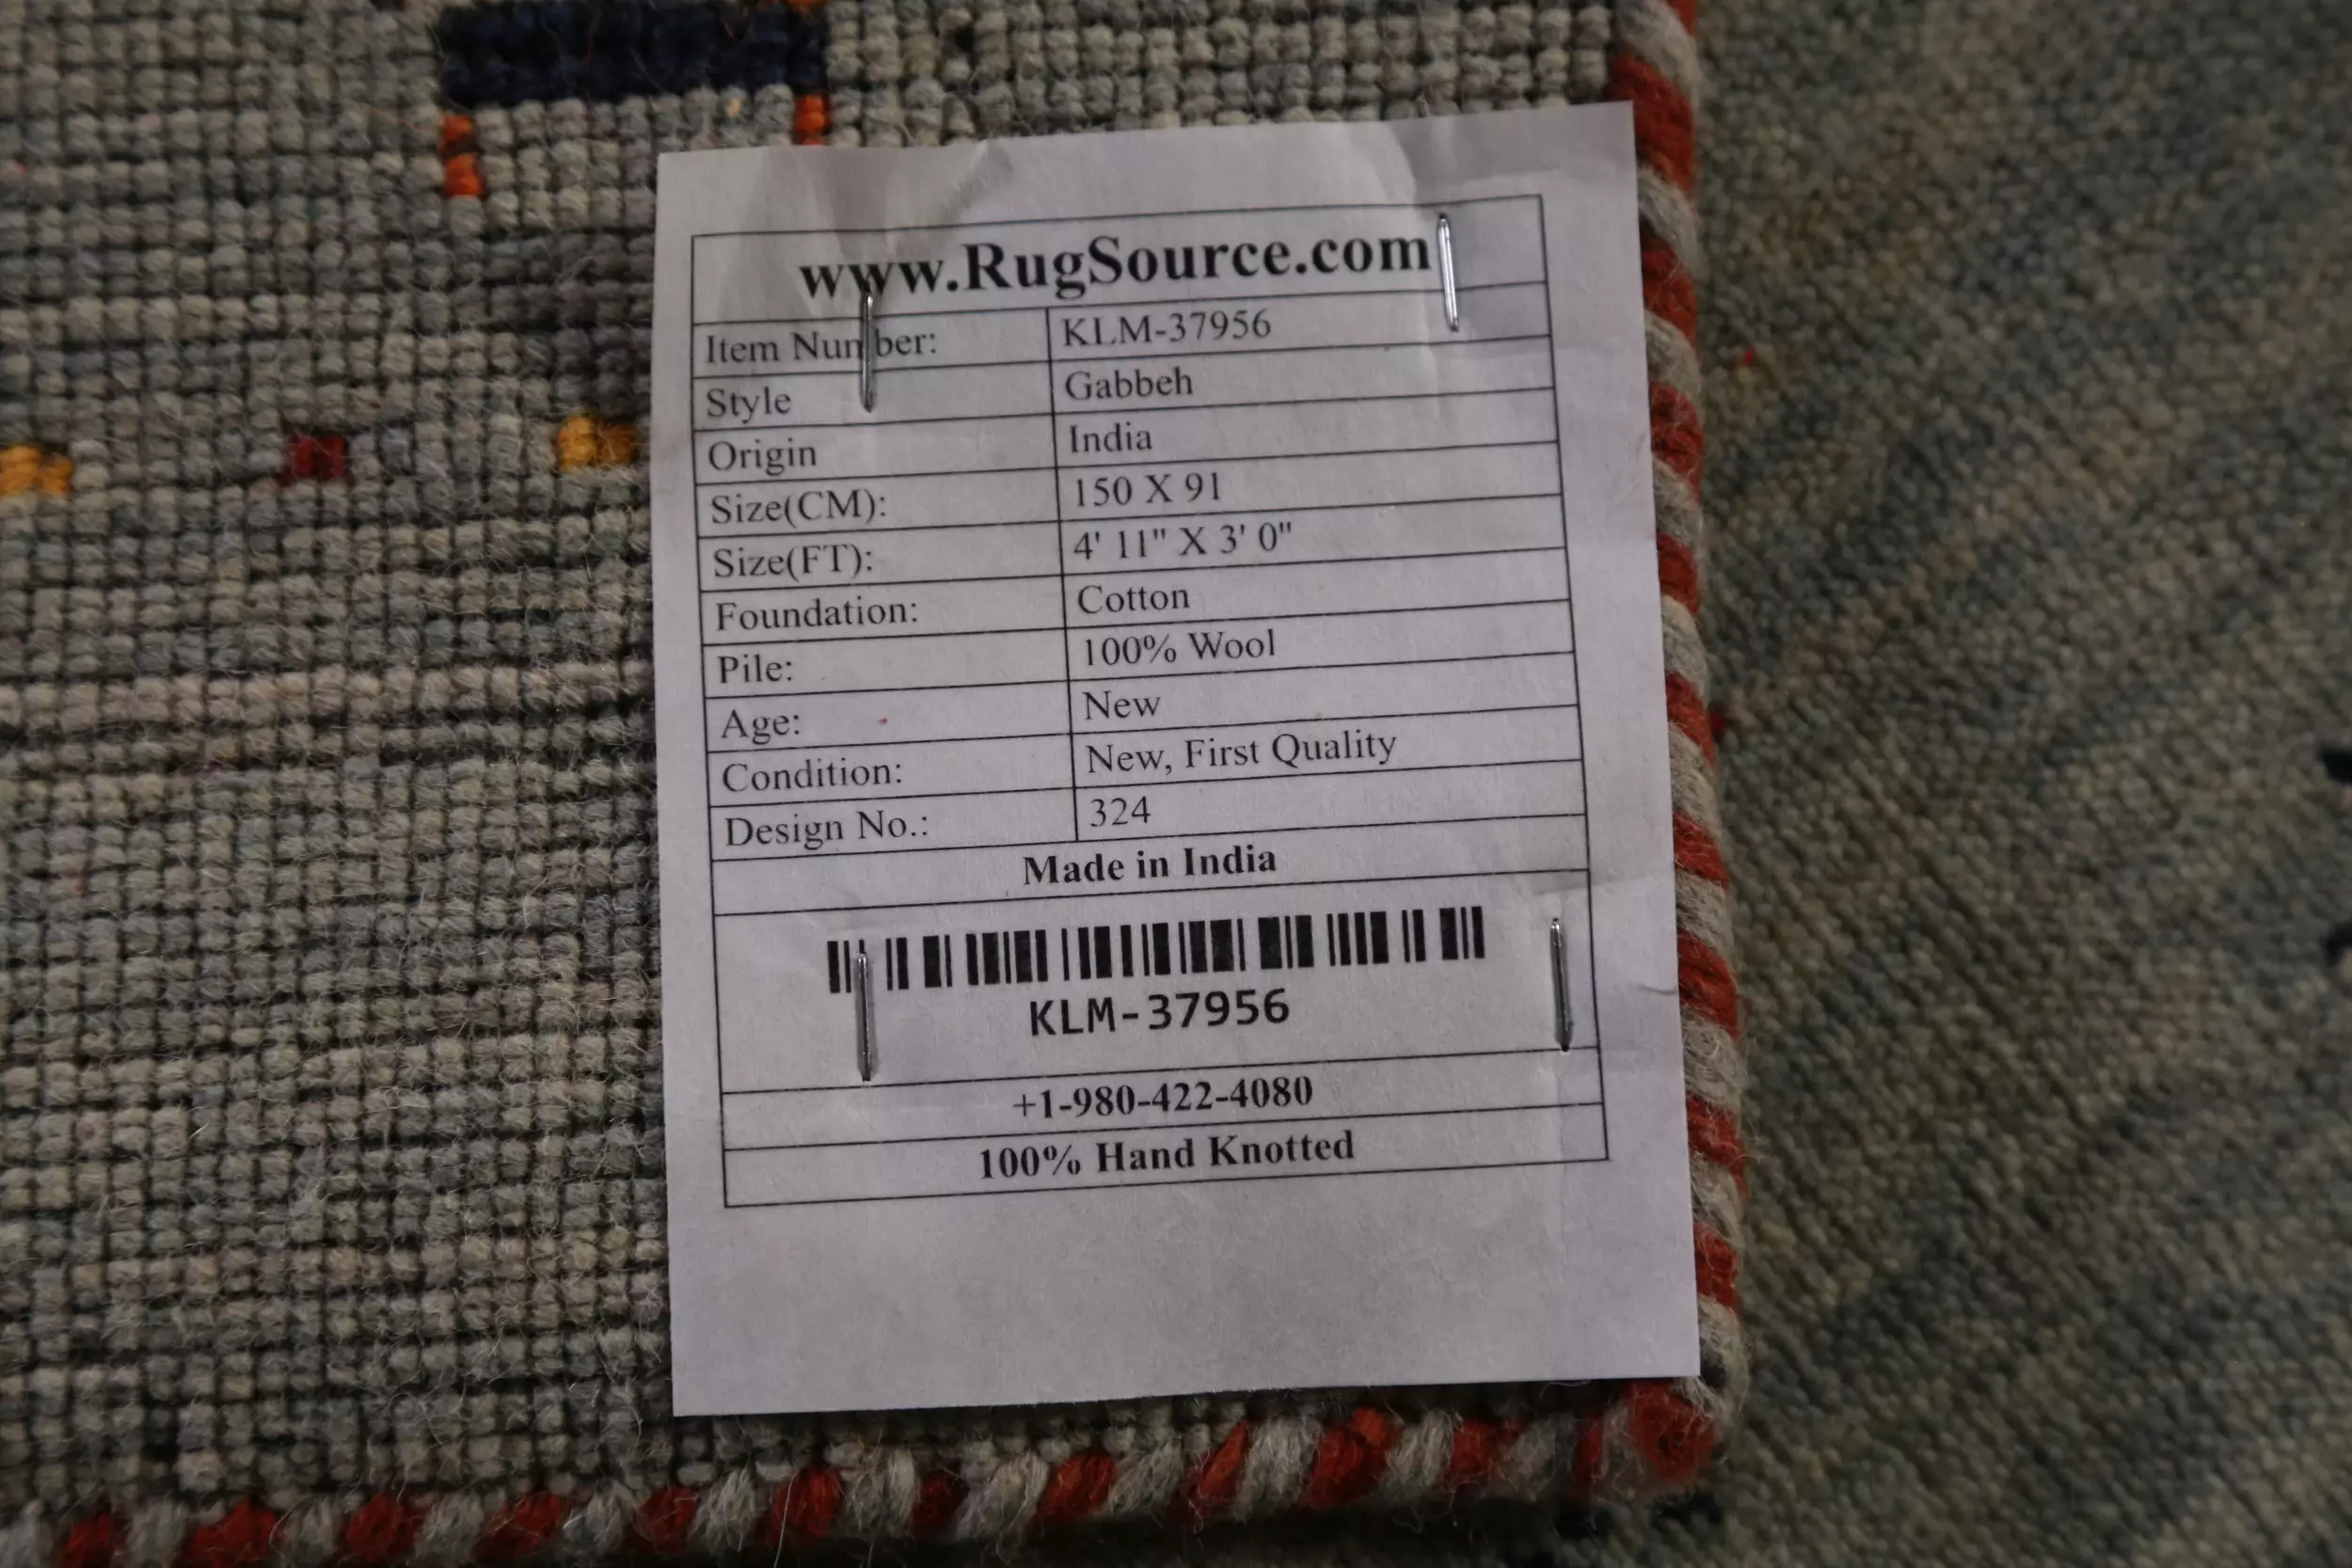 www.RugSource.com
Item Number: KLM-37956
Style Gabbeh
Origin India
Size(CM): 150 X 91
Size(FT): 4' 11" X 3' 0"
Foundation: Cotton
Pile: 100% Wool
Age: New
Condition: New, First Quality
Design No.: 324
Made in India
KLM-37956
+1-980-422-4080
100% Hand Knotted